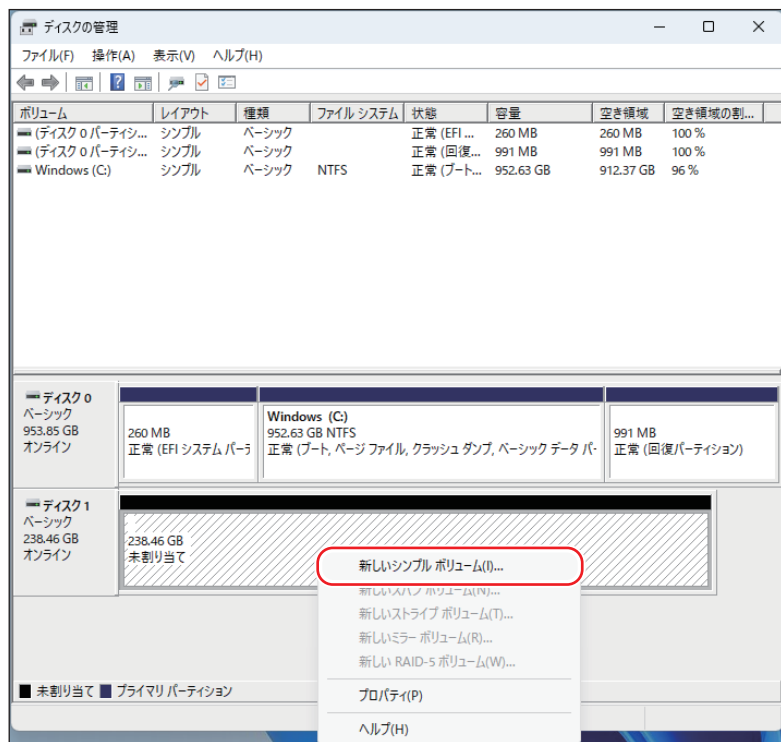 ディスクの管理
ファイル(F) 操作(A) 表示(V) ヘルプ(H)
ボリューム レイアウト 種類 ファイル システム 状態 容量 空き領域 空き領域の割...
(ディスク 0 パーティシ... シンプル ベーシック 正常 (EFI ... 260 MB 260 MB 100 %
(ディスク 0 パーティシ... シンプル ベーシック 正常 (回復... 991 MB 991 MB 100 %
Windows (C:) シンプル ベーシック NTFS 正常 (ブート... 952.63 GB 912.37 GB 96 %
ディスク 0
ベーシック
953.85 GB
オンライン
260 MB
正常 (EFI システム パーテ
Windows (C:)
952.63 GB NTFS
正常 (ブート, ページ ファイル, クラッシュ ダンプ, ベーシック データ パー
991 MB
正常 (回復パーティション)
ディスク 1
ベーシック
238.46 GB
オンライン
238.46 GB
未割り当て
新しいシンプル ボリューム(I)...
新しいスパン ボリューム(N)...
新しいストライプ ボリューム(T)...
新しいミラー ボリューム(R)...
新しい RAID-5 ボリューム(W)...
プロパティ(P)
ヘルプ(H)
未割り当て プライマリ パーティション